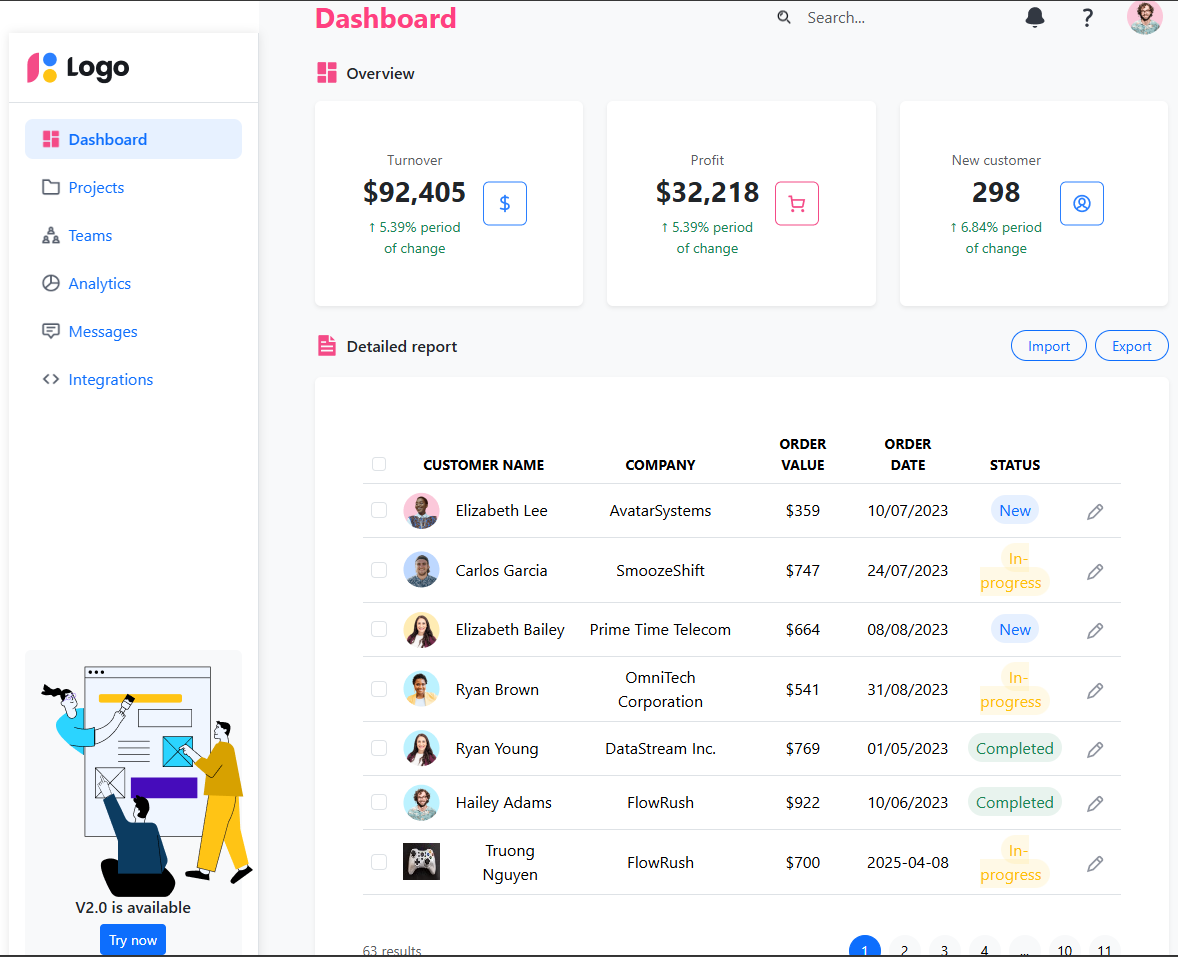 Dashboard
Search...
?
Logo
Dashboard
Projects
Teams
Analytics
Messages
Integrations
V2.0 is available
Try now
Overview
Turnover
$92,405
↑ 5.39% period
of change
$
Profit
$32,218
↑ 5.39% period
of change
New customer
298
↑ 6.84% period
of change
Detailed report
Import
Export
CUSTOMER NAME COMPANY ORDER VALUE ORDER DATE STATUS
Elizabeth Lee AvatarSystems $359 10/07/2023 New
Carlos Garcia SmoozeShift $747 24/07/2023 In-progress
Elizabeth Bailey Prime Time Telecom $664 08/08/2023 New
Ryan Brown OmniTech Corporation $541 31/08/2023 In-progress
Ryan Young DataStream Inc. $769 01/05/2023 Completed
Hailey Adams FlowRush $922 10/06/2023 Completed
Truong Nguyen FlowRush $700 2025-04-08 In-progress
63 results
1 2 3 4 ... 10 11